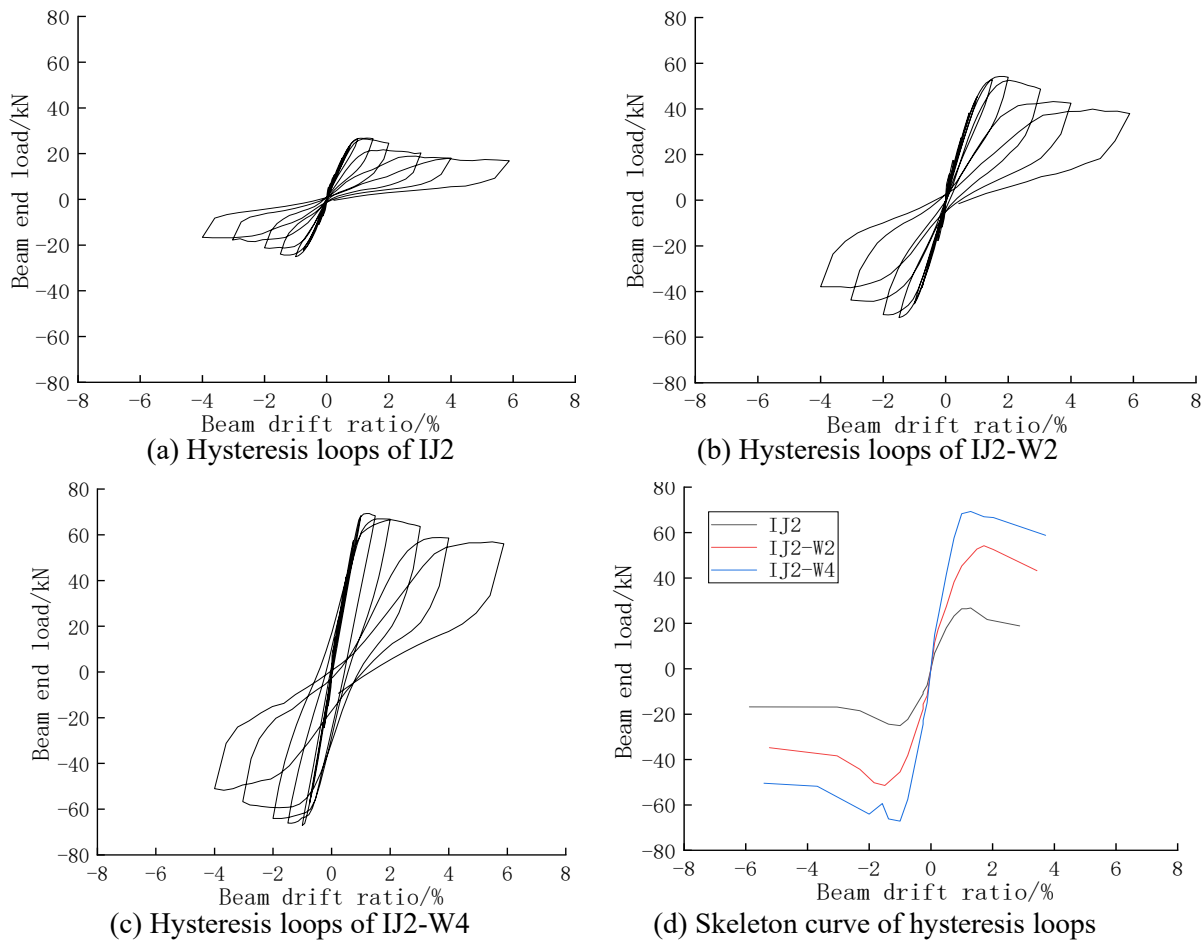 80
60
40
20
0
-20
-40
-60
-80
Beam end load/kN
-8 -6 -4 -2 0 2 4 6 8
Beam drift ratio/%
(a) Hysteresis loops of IJ2
80
60
40
20
0
-20
-40
-60
-80
Beam end load/kN
-8 -6 -4 -2 0 2 4 6 8
Beam drift ratio/%
(b) Hysteresis loops of IJ2-W2
80
60
40
20
0
-20
-40
-60
-80
Beam end load/kN
-8 -6 -4 -2 0 2 4 6 8
Beam drift ratio/%
(c) Hysteresis loops of IJ2-W4
80
60
40
20
0
-20
-40
-60
-80
Beam end load/kN
IJ2
IJ2-W2
IJ2-W4
-8 -6 -4 -2 0 2 4 6 8
Beam drift ratio/%
(d) Skeleton curve of hysteresis loops